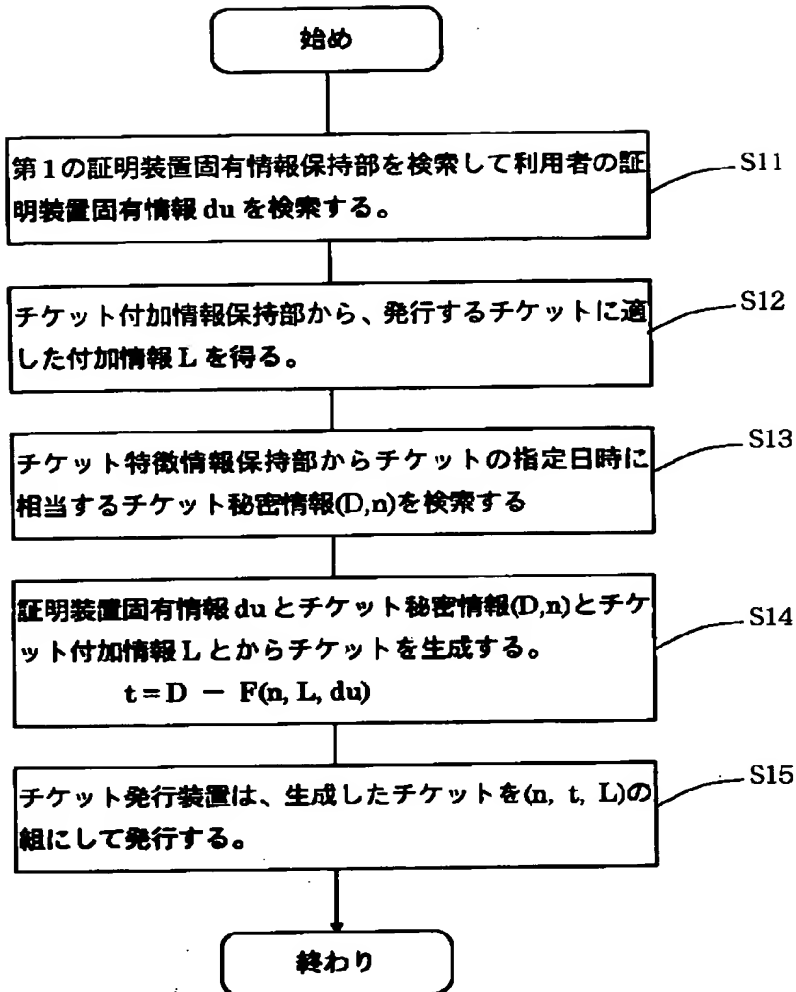 始め
第1の証明装置固有情報保持部を検索して利用者の証
明装置固有情報 du を検索する。
S11
チケット付加情報保持部から、発行するチケットに適
した付加情報 L を得る。
S12
チケット特徴情報保持部からチケットの指定日時に
相当するチケット秘密情報(D,n)を検索する
S13
証明装置固有情報 du とチケット秘密情報(D,n)とチケ
ット付加情報 L とからチケットを生成する。
t = D − F(n, L, du)
S14
チケット発行装置は、生成したチケットを(n, t, L)の
組にして発行する。
S15
終わり